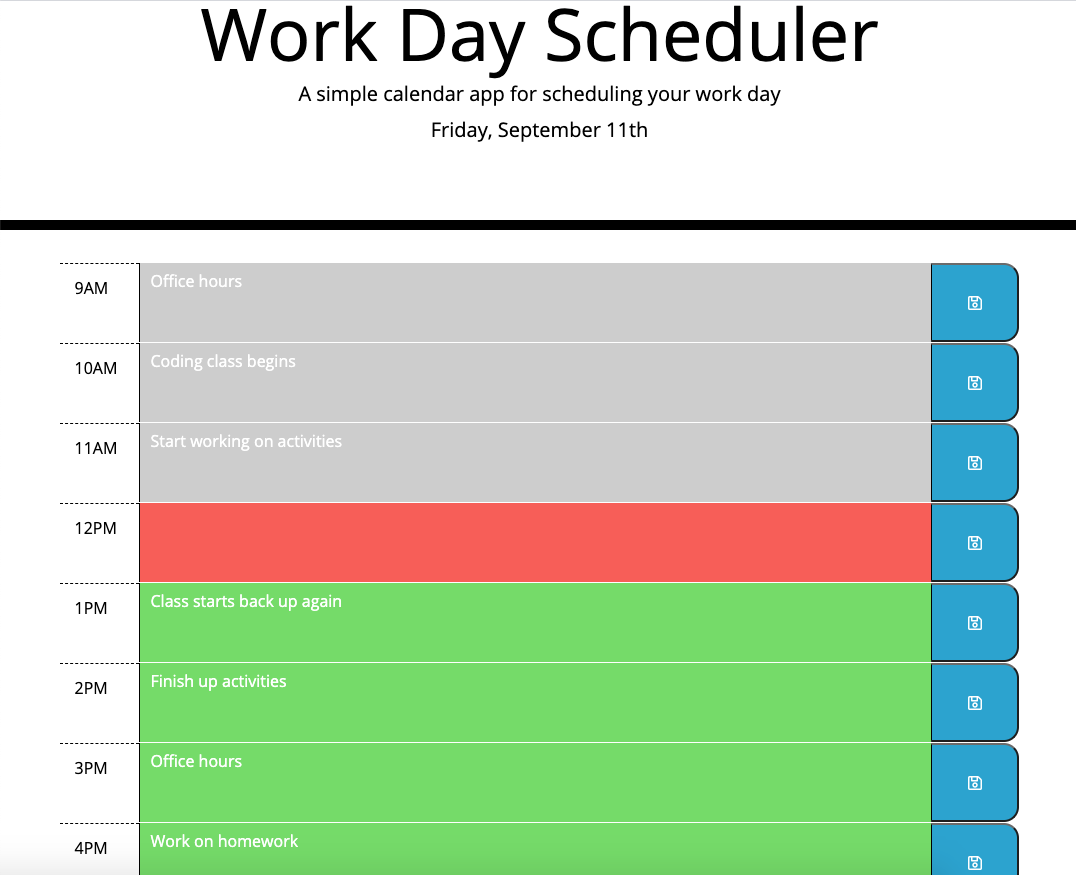 Work Day Scheduler
A simple calendar app for scheduling your work day
Friday, September 11th
9AM Office hours
10AM Coding class begins
11AM Start working on activities
12PM
1PM Class starts back up again
2PM Finish up activities
3PM Office hours
4PM Work on homework